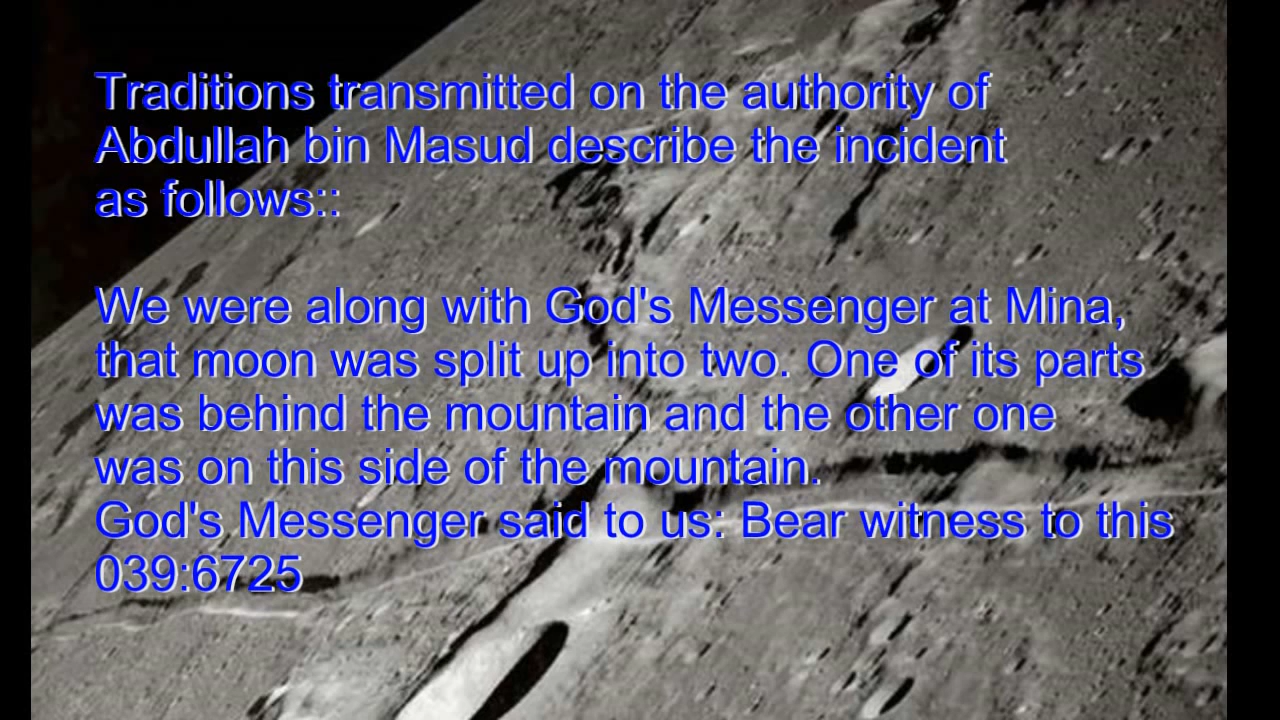 Traditions transmitted on the authority of
Abdullah bin Masud describe the incident
as follows::
We were along with God's Messenger at Mina,
that moon was split up into two. One of its parts
was behind the mountain and the other one
was on this side of the mountain.
God's Messenger said to us: Bear witness to this
039:6725